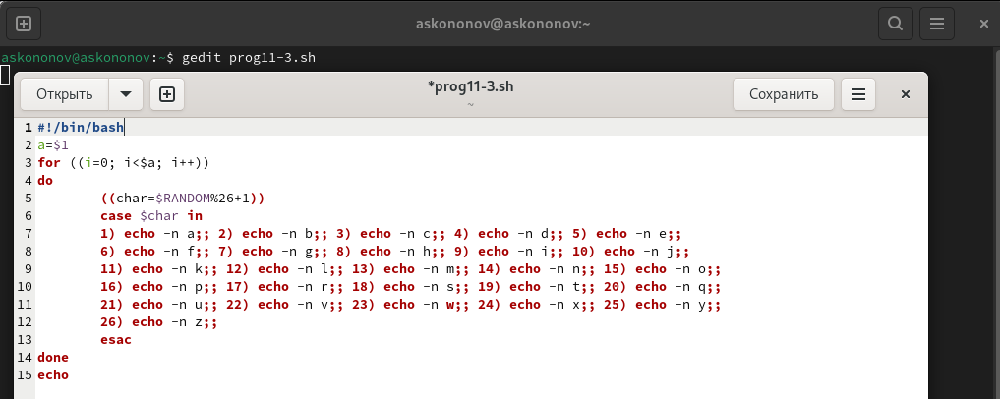 askononov@askononov:~
askononov@askononov:~$ gedit prog11-3.sh
Открыть
*prog11-3.sh
~
Сохранить
1 #!/bin/bash
2 a=$1
3 for ((i=0; i<$a; i++))
4 do
5 ((char=$RANDOM%26+1))
6 case $char in
7 1) echo -n a;; 2) echo -n b;; 3) echo -n c;; 4) echo -n d;; 5) echo -n e;;
8 6) echo -n f;; 7) echo -n g;; 8) echo -n h;; 9) echo -n i;; 10) echo -n j;;
9 11) echo -n k;; 12) echo -n l;; 13) echo -n m;; 14) echo -n n;; 15) echo -n o;;
10 16) echo -n p;; 17) echo -n r;; 18) echo -n s;; 19) echo -n t;; 20) echo -n q;;
11 21) echo -n u;; 22) echo -n v;; 23) echo -n w;; 24) echo -n x;; 25) echo -n y;;
12 26) echo -n z;;
13 esac
14 done
15 echo